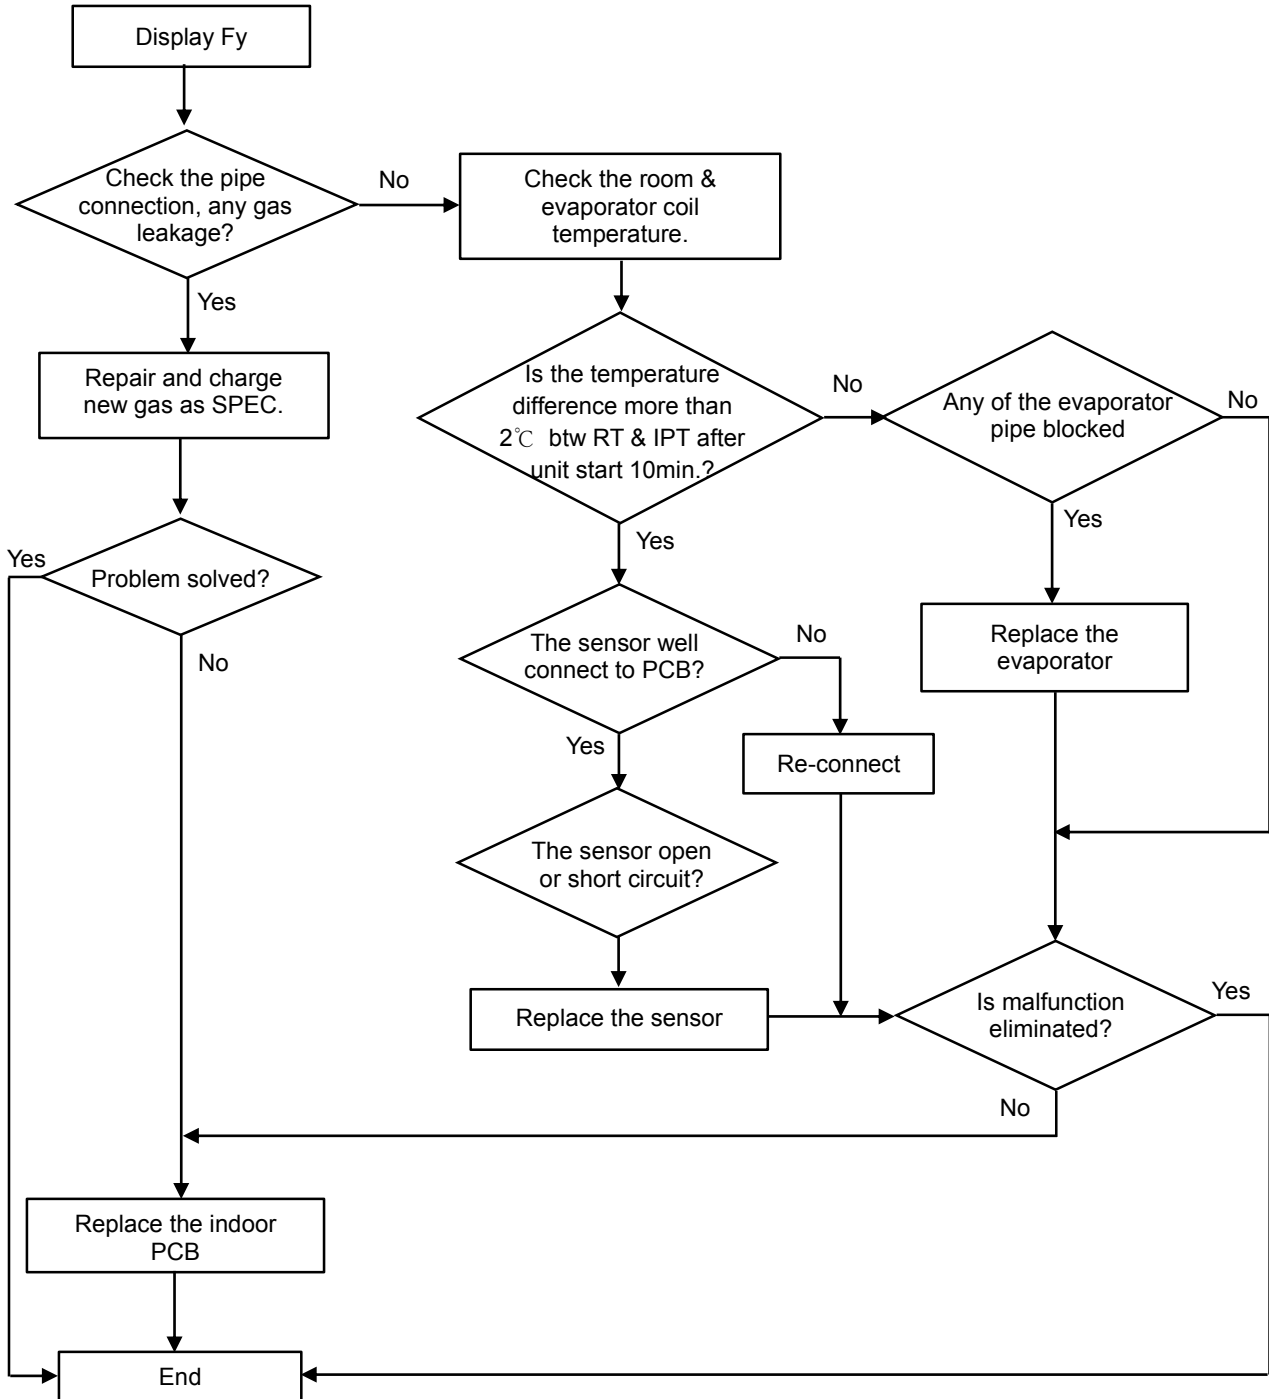 Display Fy
Check the pipe
connection, any gas
leakage?
No
Check the room &
evaporator coil
temperature.
Yes
Repair and charge
new gas as SPEC.
Is the temperature
difference more than
2℃ btw RT & IPT after
unit start 10min.?
No
Any of the evaporator
pipe blocked
No
Yes
Yes
Yes
Problem solved?
No
The sensor well
connect to PCB?
No
Replace the
evaporator
Yes
Re-connect
The sensor open
or short circuit?
Replace the sensor
Is malfunction
eliminated?
Yes
No
Replace the indoor
PCB
End